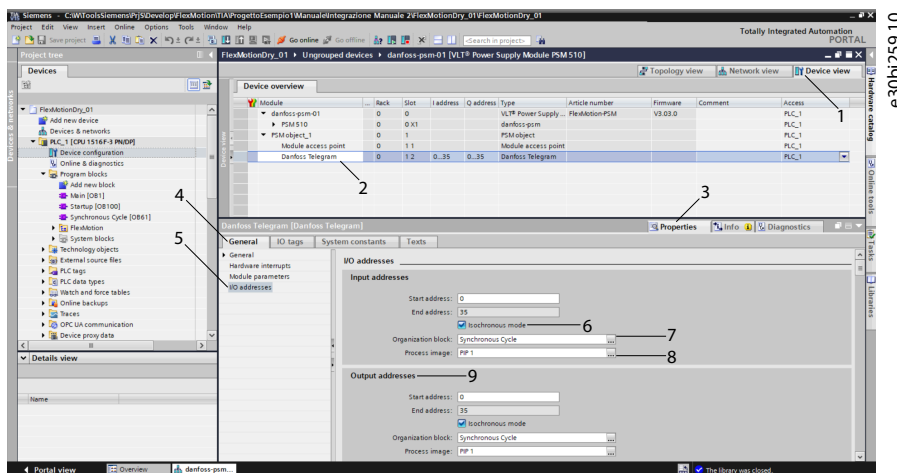 Siemens - C:\W\ToolsSiemens\Prj\S\Develop\FlexMotion\TIA\ProgettoEsempio1\Manuale\Integrazione Manuale 2\FlexMotionDry_01\FlexMotionDry_01
Project Edit View Insert Online Options Tools Window Help
Save project Go online Go offline <Search in project>
Totally Integrated Automation
PORTAL
Project tree
FlexMotionDry_01 Ungrouped devices danfoss-psm-01 [VLT® Power Supply Module PSM 510]
Devices
Topology view Network view Device view
Device overview
Module ... Rack Slot I address Q address Type Article number Firmware Comment Access
danfoss-psm-01 0 0 VLT® Power Supply ... FlexMotion-PSM V3.03.0 PLC_1
PSM 510 0 0 X1 danfoss-psm PLC_1
PSM object_1 0 1 PSM object PLC_1
Module access point 0 1 1 Module access point PLC_1
Danfoss Telegram 0 1 2 0...35 0...35 Danfoss Telegram PLC_1
FlexMotionDry_01
Add new device
Devices & networks
PLC_1 [CPU 1516F-3 PN/DP]
Device configuration
Online & diagnostics
Program blocks
Add new block
Main [OB1]
Startup [OB100]
Synchronous Cycle [OB61]
FlexMotion
System blocks
Technology objects
External source files
PLC tags
PLC data types
Watch and force tables
Online backups
Traces
OPC UA communication
Device proxy data
Details view
Name
Danfoss Telegram [Danfoss Telegram]
Properties Info Diagnostics
General IO tags System constants Texts
General
Hardware interrupts
Module parameters
I/O addresses
I/O addresses
Input addresses
Start address: 0
End address: 35
Isochronous mode
Organization block: Synchronous Cycle ...
Process image: PIP 1 ...
Output addresses
Start address: 0
End address: 35
Isochronous mode
Organization block: Synchronous Cycle ...
Process image: PIP 1 ...
Portal view Overview danfoss-psm...
The library was closed.
Devices & networks
Device view
Hardware catalog
Online tools
Tasks
Libraries
1
2
3
4
5
6
7
8
9
e30bi259.10